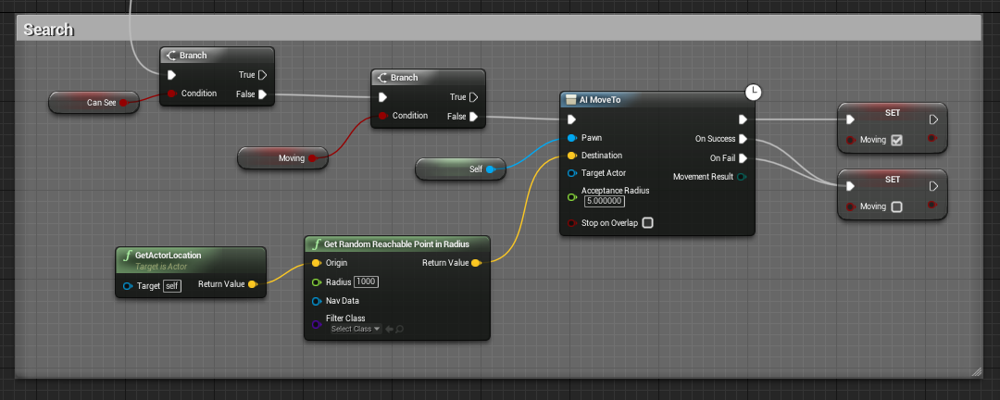 Search
Branch
True
Condition
False
Can See
Branch
True
Condition
False
Moving
Self
AI MoveTo
Pawn
On Success
Destination
On Fail
Target Actor
Movement Result
Acceptance Radius
5.000000
Stop on Overlap
SET
Moving
SET
Moving
GetActorLocation
Target is Actor
Target self
Return Value
Get Random Reachable Point in Radius
Origin
Return Value
Radius 1000
Nav Data
Filter Class
Select Class